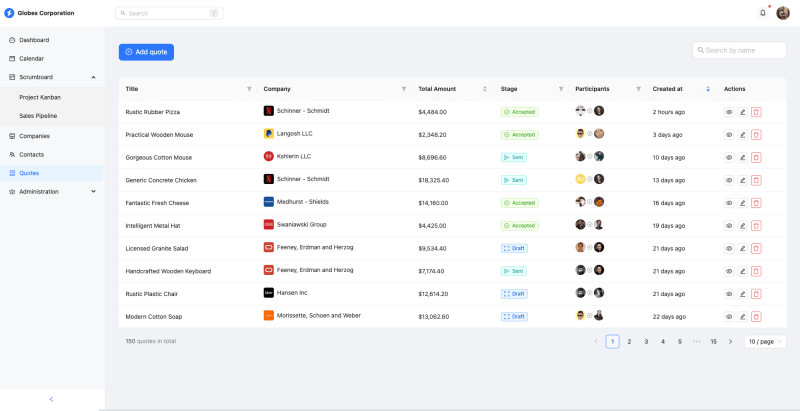 Globex Corporation
Search /
Dashboard
Calendar
Scrumboard
Project Kanban
Sales Pipeline
Companies
Contacts
Quotes
Administration
Add quote
Search by name
Title Company Total Amount Stage Participants Created at Actions
Rustic Rubber Pizza Schinner - Schmidt $4,484.00 Accepted 2 hours ago
Practical Wooden Mouse Langosh LLC $2,348.20 Accepted 3 days ago
Gorgeous Cotton Mouse Kshlerin LLC $8,696.60 Sent 10 days ago
Generic Concrete Chicken Schinner - Schmidt $18,325.40 Sent 13 days ago
Fantastic Fresh Cheese Medhurst - Shields $14,160.00 Accepted 16 days ago
Intelligent Metal Hat Swaniawski Group $4,425.00 Accepted 19 days ago
Licensed Granite Salad Feeney, Erdman and Herzog $9,534.40 Draft 21 days ago
Handcrafted Wooden Keyboard Feeney, Erdman and Herzog $7,174.40 Sent 21 days ago
Rustic Plastic Chair Hansen Inc $12,614.20 Draft 21 days ago
Modern Cotton Soap Morissette, Schoen and Weber $13,062.60 Draft 22 days ago
150 quotes in total
1 2 3 4 5 ••• 15 10 / page